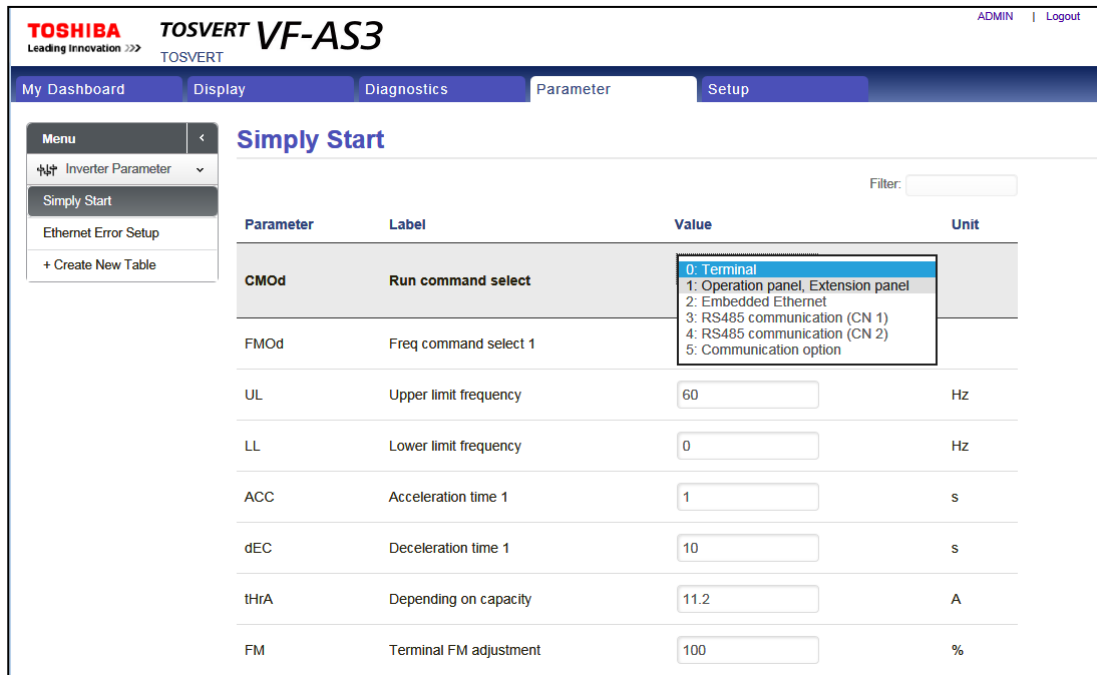 ADMIN | Logout
TOSHIBA
Leading Innovation >>>
TOSVERT VF-AS3
TOSVERT
My Dashboard Display Diagnostics Parameter Setup
Menu <
Inverter Parameter
Simply Start
Ethernet Error Setup
+ Create New Table
Simply Start
Filter:
Parameter Label Value Unit
CMOd Run command select
0: Terminal
1: Operation panel, Extension panel
2: Embedded Ethernet
3: RS485 communication (CN 1)
4: RS485 communication (CN 2)
5: Communication option
FMOd Freq command select 1
UL Upper limit frequency 60 Hz
LL Lower limit frequency 0 Hz
ACC Acceleration time 1 1 s
dEC Deceleration time 1 10 s
tHrA Depending on capacity 11.2 A
FM Terminal FM adjustment 100 %